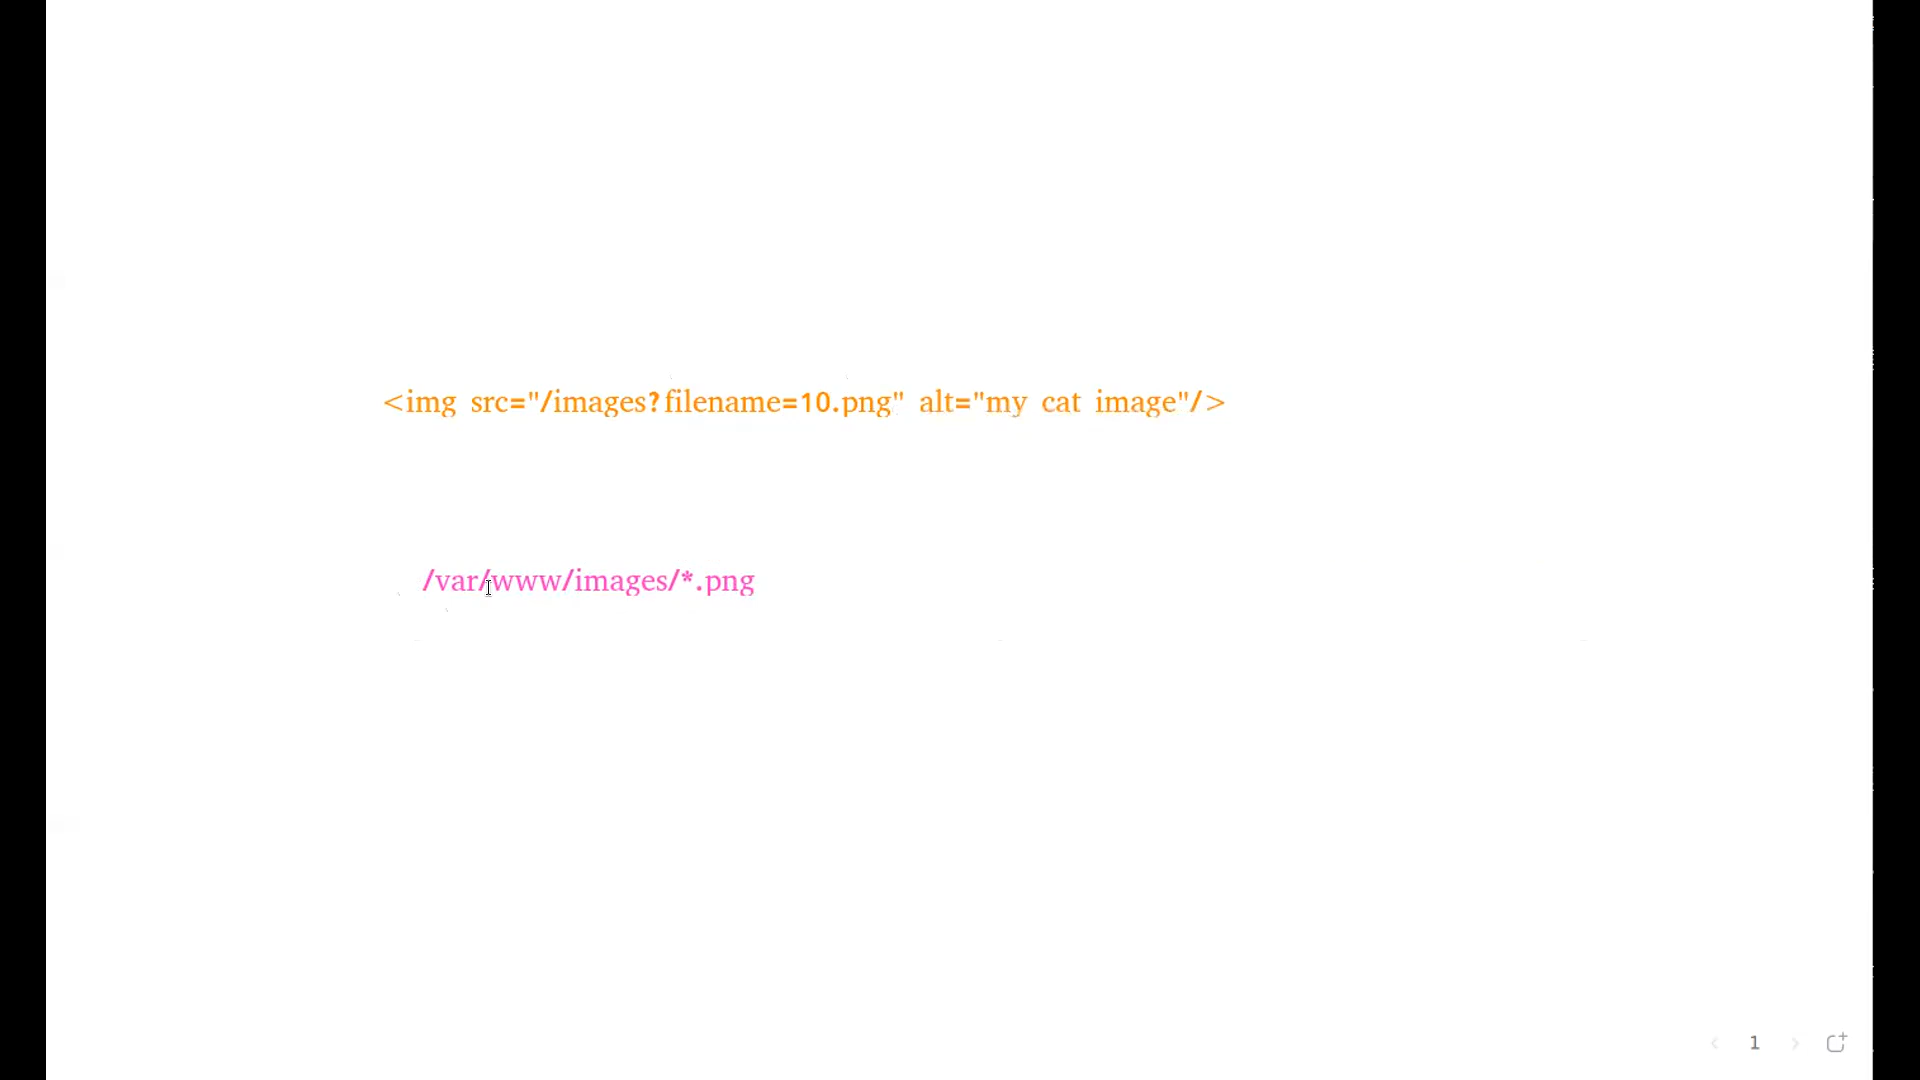 <img src="/images?filename=10.png" alt="my cat image"/>
/var/www/images/*.png
1